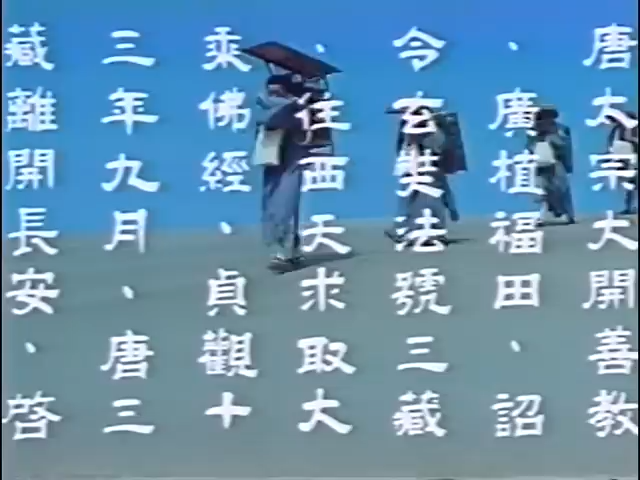 唐太宗大開善教
、廣植福田、詔
令玄奘法號三藏
、往西天求取大
乘佛經、貞觀十
三年九月、唐三
藏離開長安、啓